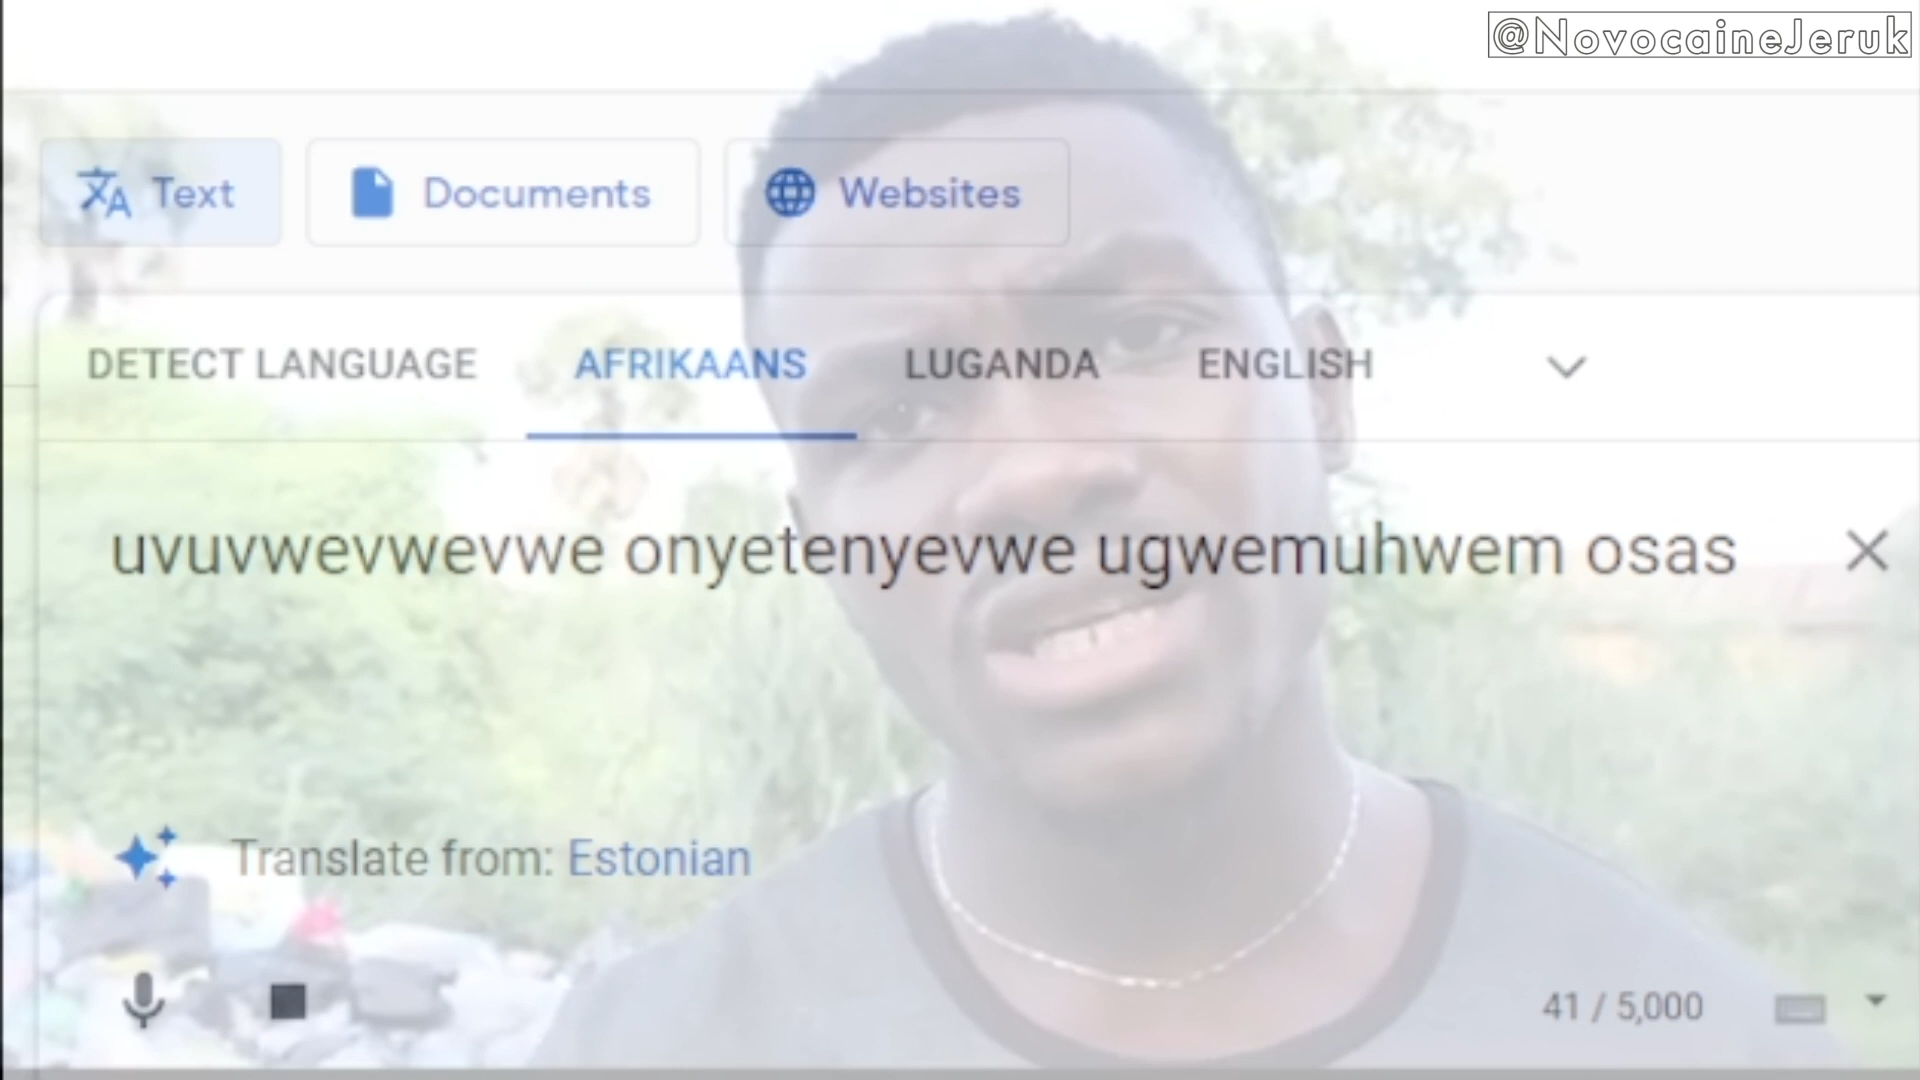 @NovocaineJeruk
Text
Documents
Websites
DETECT LANGUAGE
AFRIKAANS
LUGANDA
ENGLISH
uvuvwevwevwe onyetenyevwe ugwemuhwem osas
Translate from: Estonian
41 / 5,000